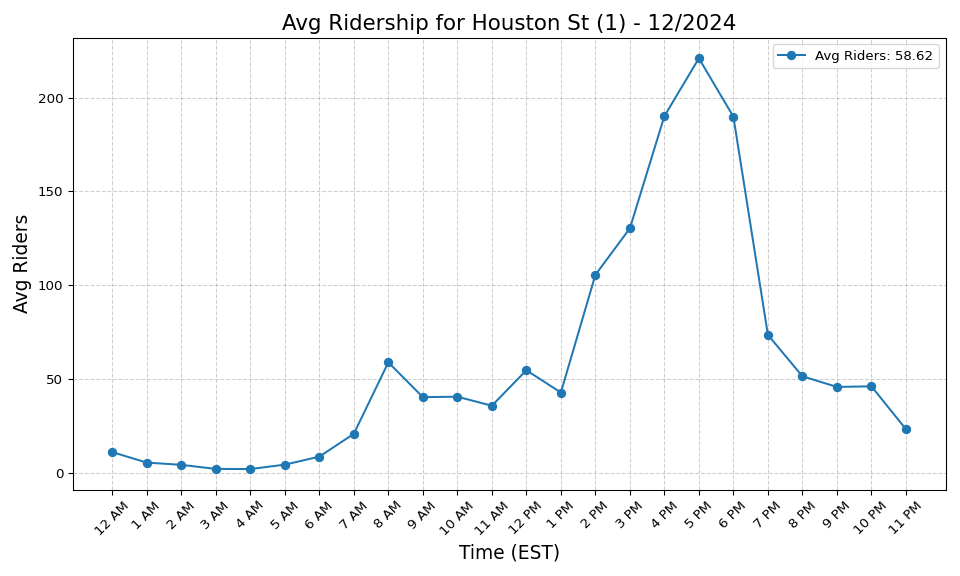 Avg Ridership for Houston St (1) - 12/2024
Avg Riders: 58.62
Avg Riders
200
150
100
50
0
12 AM 1 AM 2 AM 3 AM 4 AM 5 AM 6 AM 7 AM 8 AM 9 AM 10 AM 11 AM 12 PM 1 PM 2 PM 3 PM 4 PM 5 PM 6 PM 7 PM 8 PM 9 PM 10 PM 11 PM
Time (EST)